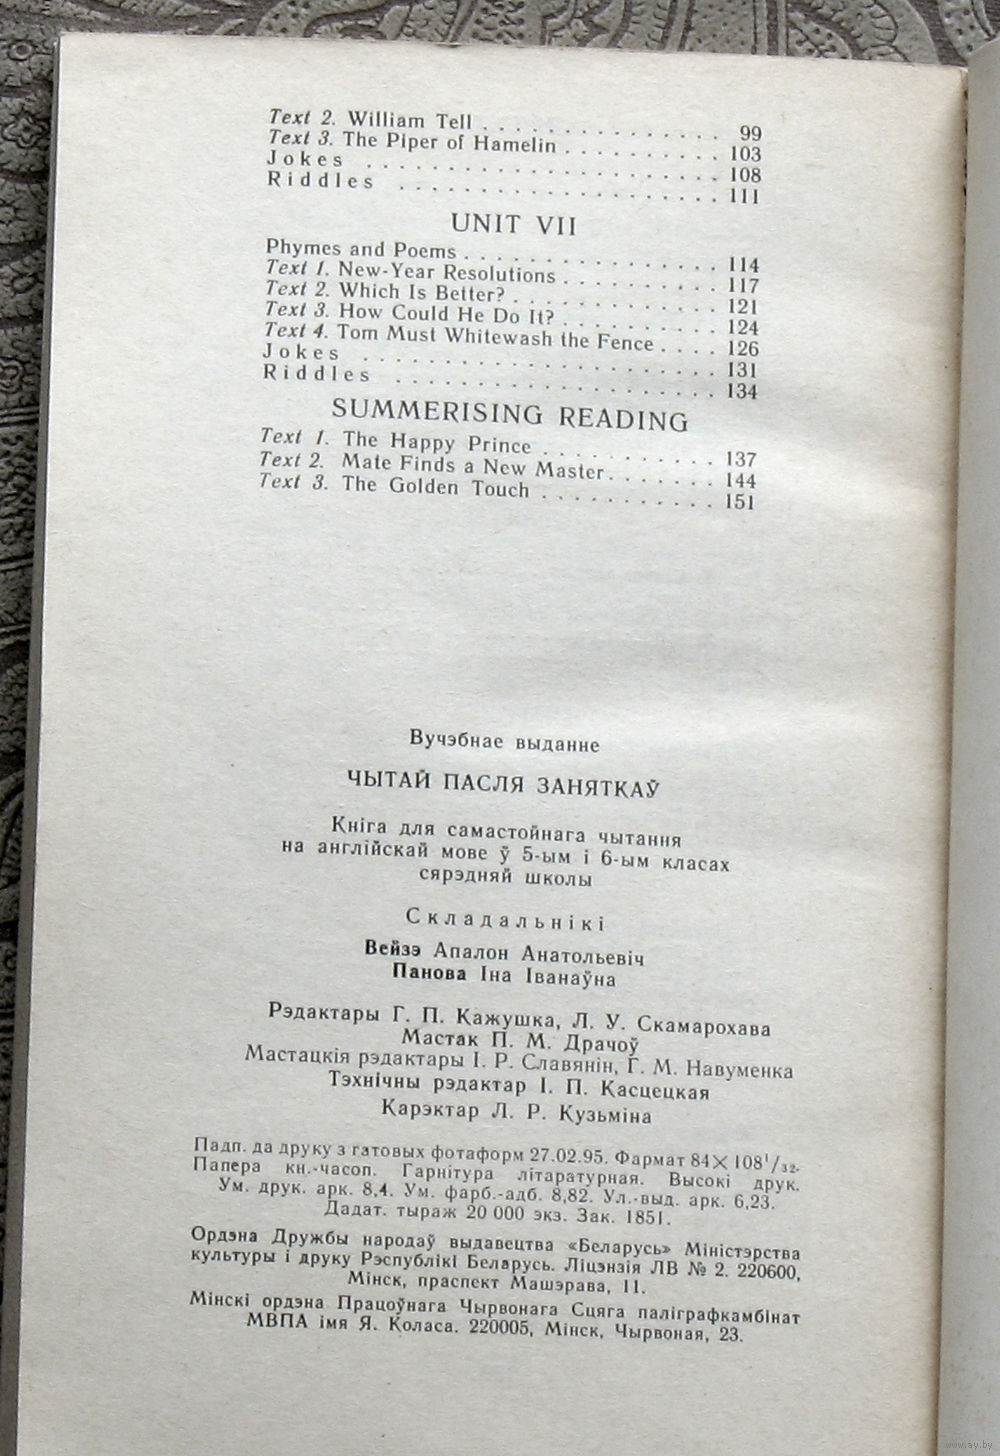 Text 2. William Tell . . . . . . . . . . . . . . . 99
Text 3. The Piper of Hamelin . . . . . . . . . . 103
Jokes . . . . . . . . . . . . . . . . . . . . . . 108
Riddles . . . . . . . . . . . . . . . . . . . . 111
UNIT VII
Phymes and Poems . . . . . . . . . . . . . . . . 114
Text 1. New-Year Resolutions . . . . . . . . . . 117
Text 2. Which Is Better? . . . . . . . . . . . . . 121
Text 3. How Could He Do It? . . . . . . . . . . 124
Text 4. Tom Must Whitewash the Fence . . . . 126
Jokes . . . . . . . . . . . . . . . . . . . . . . 131
Riddles . . . . . . . . . . . . . . . . . . . . 134
SUMMERISING READING
Text 1. The Happy Prince . . . . . . . . . . . 137
Text 2. Mate Finds a New Master . . . . . . . 144
Text 3. The Golden Touch . . . . . . . . . . . 151
Вучэбнае выданне
ЧЫТАЙ ПАСЛЯ ЗАНЯТКАЎ
Кніга для самастойнага чытання
на англійскай мове ў 5-ым і 6-ым класах
сярэдняй школы
Складальнікі
Вейзэ Апалон Анатольевіч
Панова Іна Іванаўна
Рэдактары Г. П. Кажушка, Л. У. Скамарохава
Мастак П. М. Драчоў
Мастацкія рэдактары І. Р. Славянін, Г. М. Навуменка
Тэхнічны рэдактар І. П. Касцецкая
Карэктар Л. Р. Кузьміна
Падп. да друку з гатовых фотаформ 27.02.95. Фармат 84×108¹/₃₂.
Папера кн.-часоп. Гарнітура літаратурная. Высокі друк.
Ум. друк. арк. 8,4. Ум. фарб.-адб. 8,82. Ул.-выд. арк. 6,23.
Дадат. тыраж 20 000 экз. Зак. 1851.
Ордэна Дружбы народаў выдавецтва «Беларусь» Міністэрства
культуры і друку Рэспублікі Беларусь. Ліцэнзія ЛВ № 2. 220600,
Мінск, праспект Машэрава, 11.
Мінскі ордэна Працоўнага Чырвонага Сцяга паліграфкамбінат
МВПА імя Я. Коласа. 220005, Мінск, Чырвоная, 23.
www.ay.by